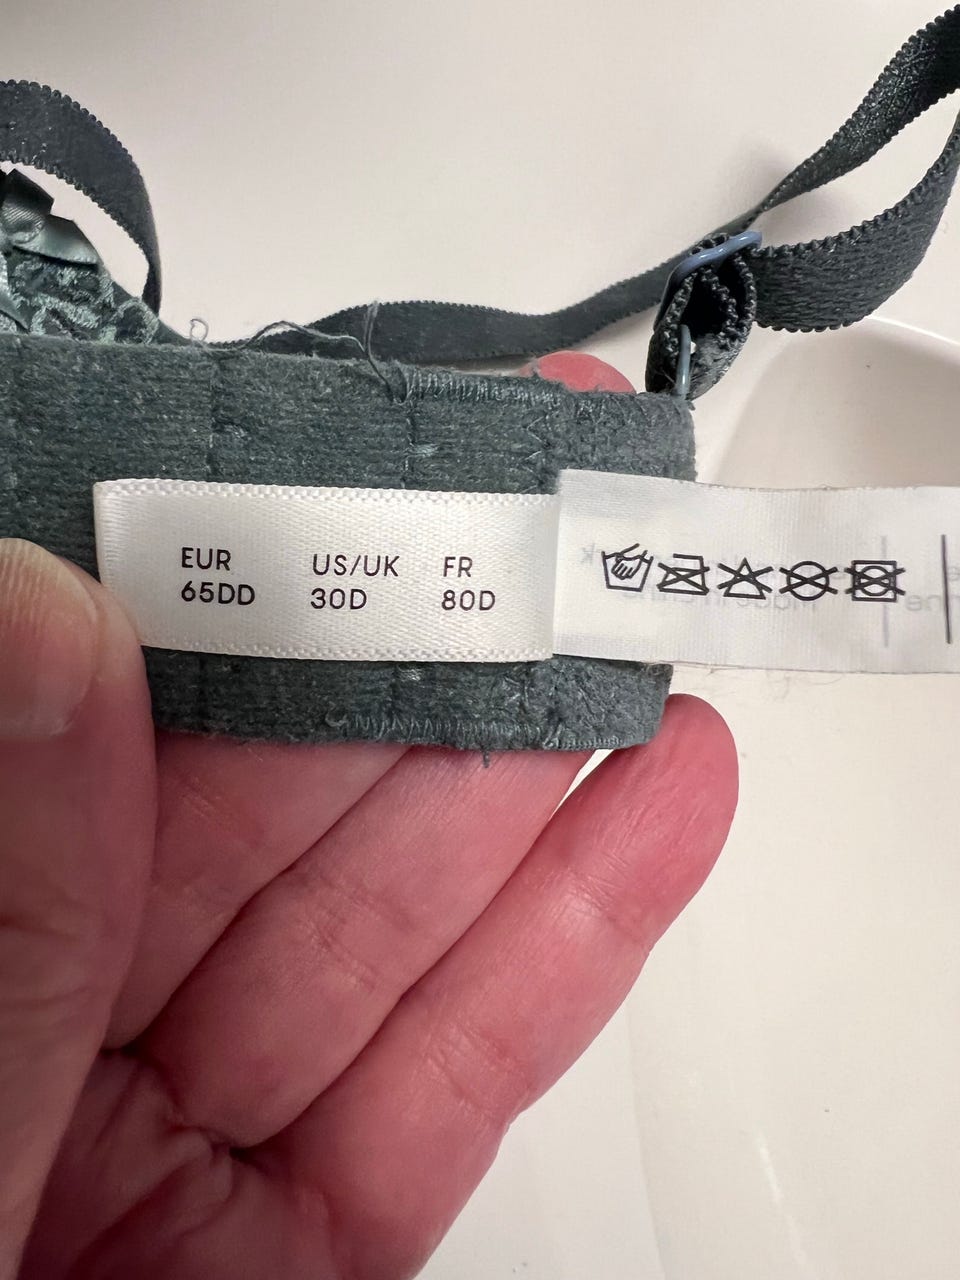 EUR US/UK FR
65DD 30D 80D